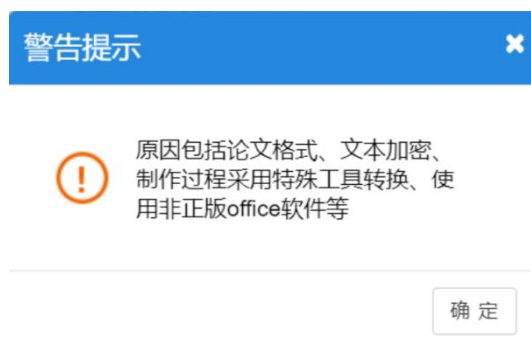 警告提示
原因包括论文格式、文本加密、
制作过程采用特殊工具转换、使
用非正版office软件等
确 定